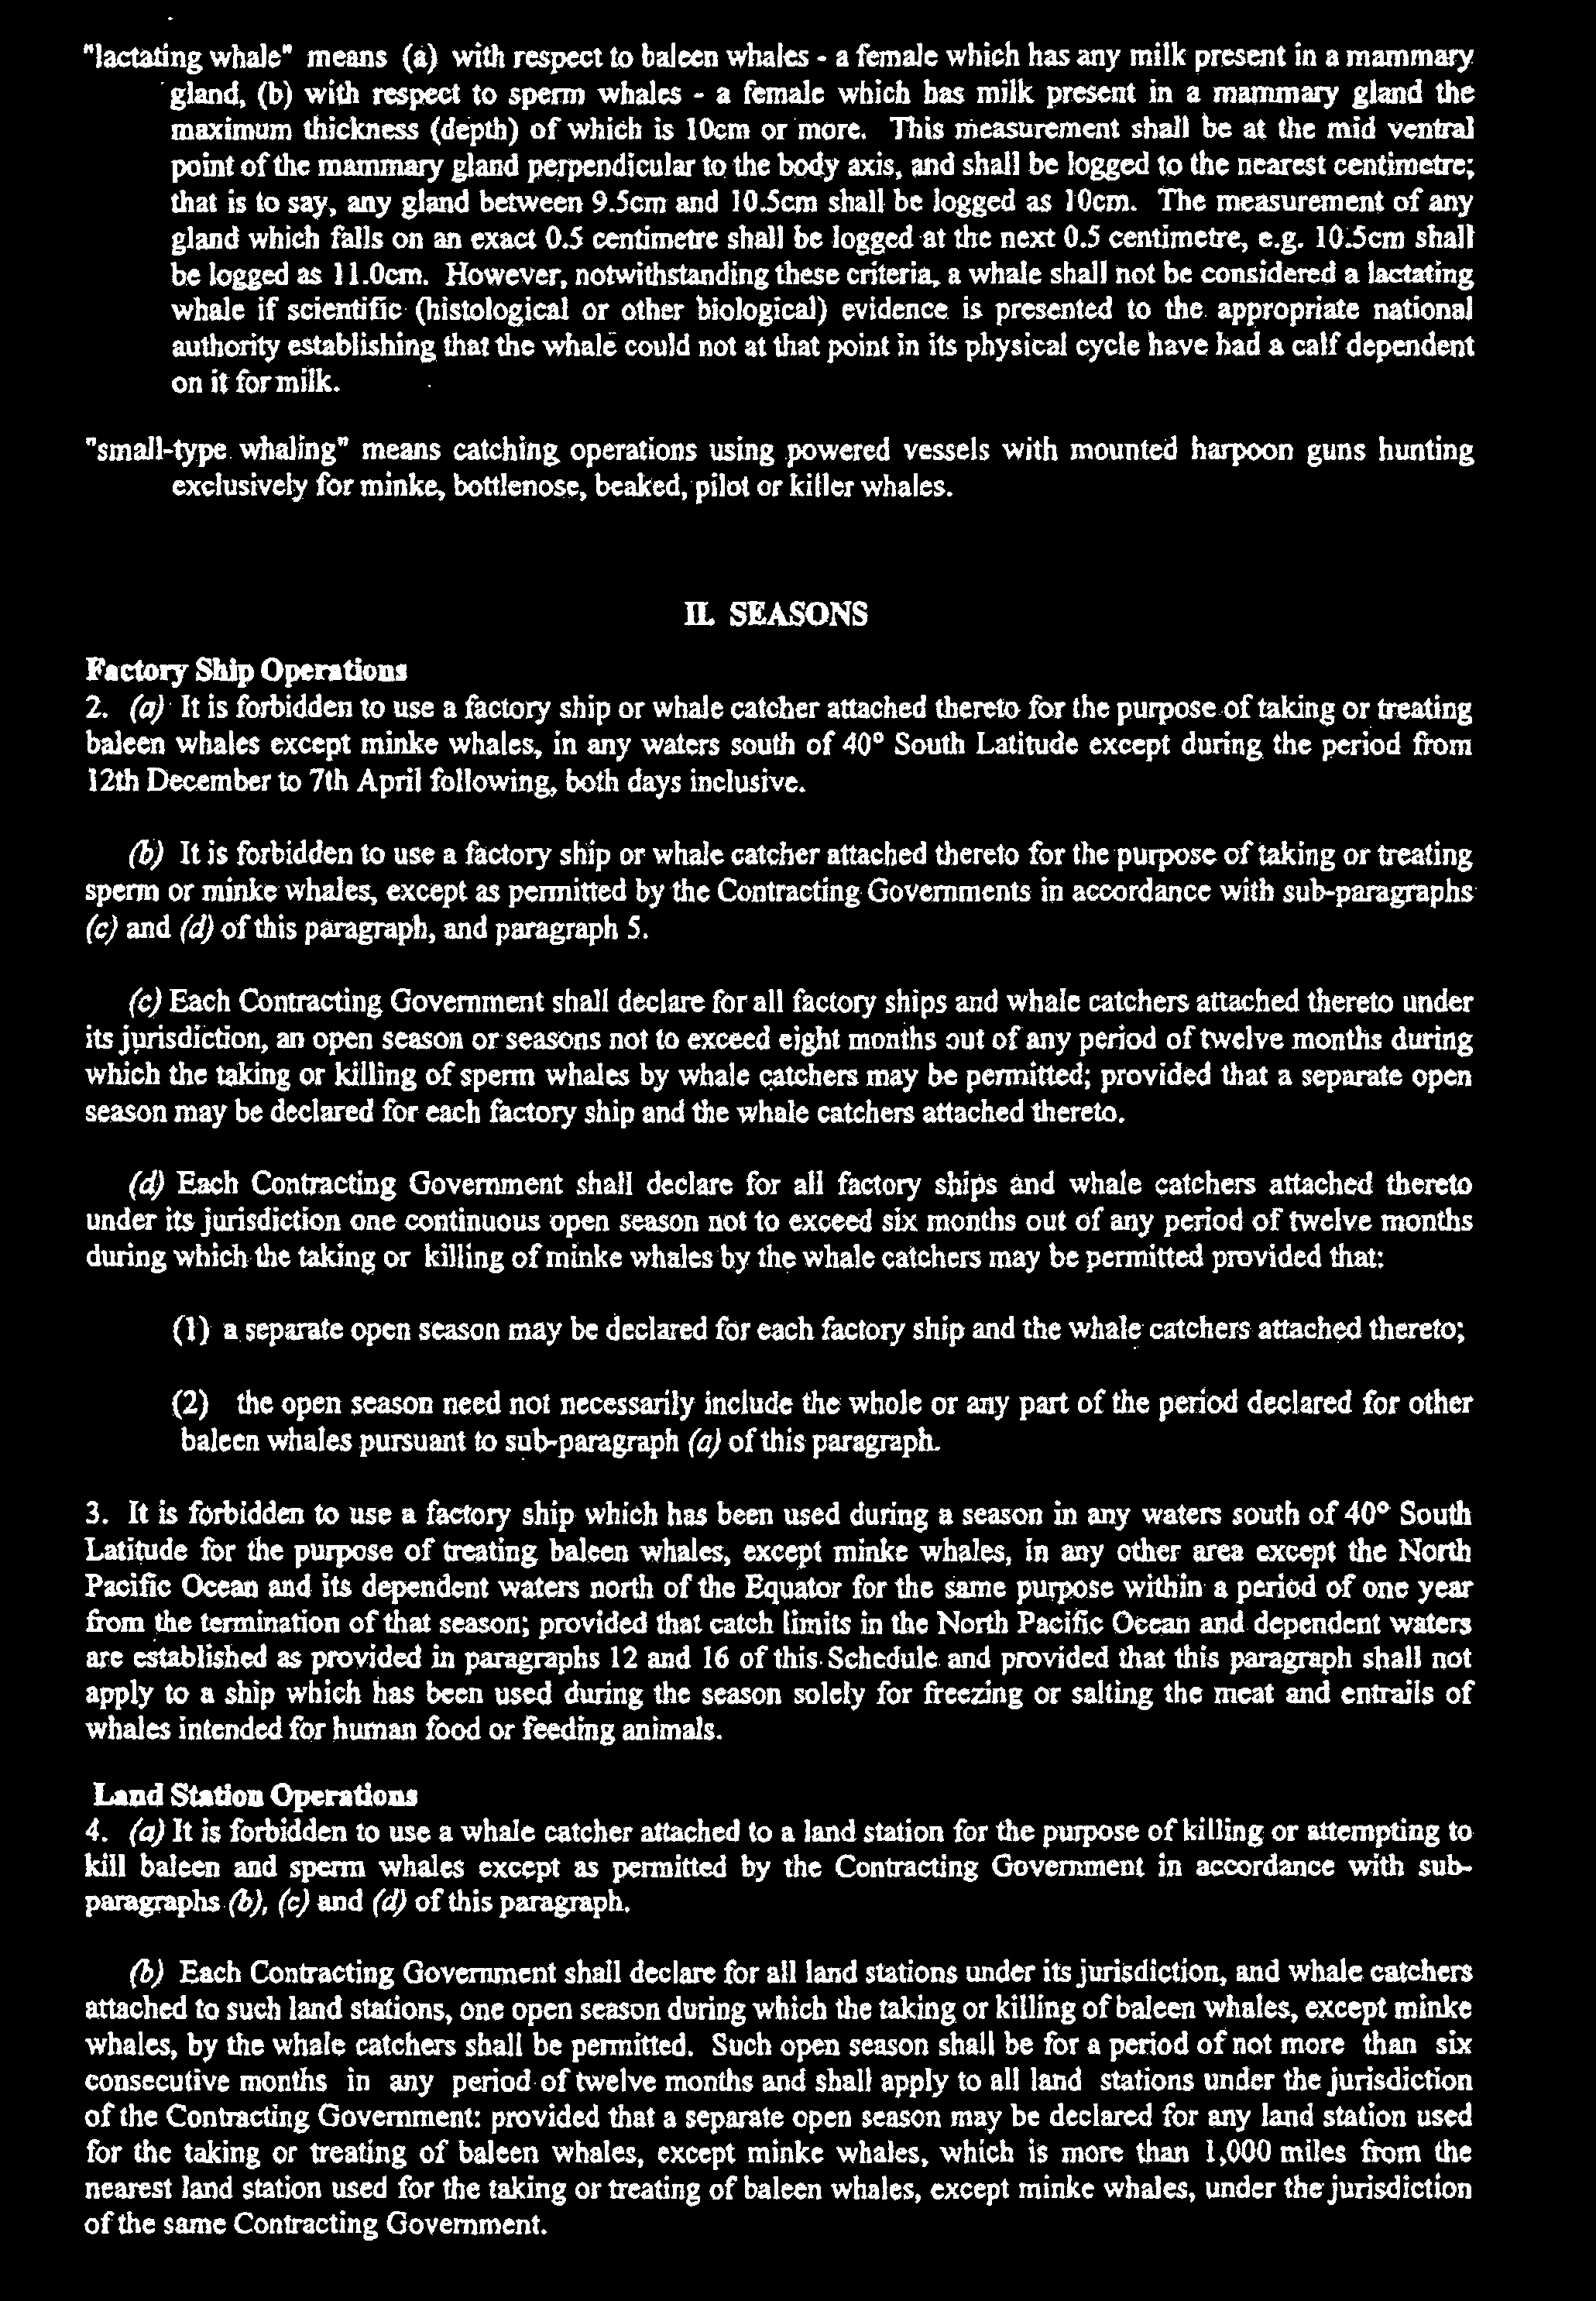 "lactating whale" means (a) with respect to baleen whales - a female which has any milk present in a mammary
gland, (b) with respect to sperm whales - a female which has milk present in a mammary gland the
maximum thickness (depth) of which is 10cm or more. This measurement shall be at the mid ventral
point of the mammary gland perpendicular to the body axis, and shall be logged to the nearest centimetre;
that is to say, any gland between 9.5cm and 10.5cm shall be logged as 10cm. The measurement of any
gland which falls on an exact 0.5 centimetre shall be logged at the next 0.5 centimetre, e.g. 10.5cm shall
be logged as 11.0cm. However, notwithstanding these criteria, a whale shall not be considered a lactating
whale if scientific (histological or other biological) evidence is presented to the appropriate national
authority establishing that the whale could not at that point in its physical cycle have had a calf dependent
on it for milk.
"small-type whaling" means catching operations using powered vessels with mounted harpoon guns hunting
exclusively for minke, bottlenose, beaked, pilot or killer whales.
II. SEASONS
Factory Ship Operations
2. (a) It is forbidden to use a factory ship or whale catcher attached thereto for the purpose of taking or treating
baleen whales except minke whales, in any waters south of 40° South Latitude except during the period from
12th December to 7th April following, both days inclusive.
(b) It is forbidden to use a factory ship or whale catcher attached thereto for the purpose of taking or treating
sperm or minke whales, except as permitted by the Contracting Governments in accordance with sub-paragraphs
(c) and (d) of this paragraph, and paragraph 5.
(c) Each Contracting Government shall declare for all factory ships and whale catchers attached thereto under
its jurisdiction, an open season or seasons not to exceed eight months out of any period of twelve months during
which the taking or killing of sperm whales by whale catchers may be permitted; provided that a separate open
season may be declared for each factory ship and the whale catchers attached thereto.
(d) Each Contracting Government shall declare for all factory ships and whale catchers attached thereto
under its jurisdiction one continuous open season not to exceed six months out of any period of twelve months
during which the taking or killing of minke whales by the whale catchers may be permitted provided that:
(1) a separate open season may be declared for each factory ship and the whale catchers attached thereto;
(2) the open season need not necessarily include the whole or any part of the period declared for other
baleen whales pursuant to sub-paragraph (a) of this paragraph.
3. It is forbidden to use a factory ship which has been used during a season in any waters south of 40° South
Latitude for the purpose of treating baleen whales, except minke whales, in any other area except the North
Pacific Ocean and its dependent waters north of the Equator for the same purpose within a period of one year
from the termination of that season; provided that catch limits in the North Pacific Ocean and dependent waters
are established as provided in paragraphs 12 and 16 of this Schedule and provided that this paragraph shall not
apply to a ship which has been used during the season solely for freezing or salting the meat and entrails of
whales intended for human food or feeding animals.
Land Station Operations
4. (a) It is forbidden to use a whale catcher attached to a land station for the purpose of killing or attempting to
kill baleen and sperm whales except as permitted by the Contracting Government in accordance with sub-
paragraphs (b), (c) and (d) of this paragraph.
(b) Each Contracting Government shall declare for all land stations under its jurisdiction, and whale catchers
attached to such land stations, one open season during which the taking or killing of baleen whales, except minke
whales, by the whale catchers shall be permitted. Such open season shall be for a period of not more than six
consecutive months in any period of twelve months and shall apply to all land stations under the jurisdiction
of the Contracting Government: provided that a separate open season may be declared for any land station used
for the taking or treating of baleen whales, except minke whales, which is more than 1,000 miles from the
nearest land station used for the taking or treating of baleen whales, except minke whales, under the jurisdiction
of the same Contracting Government.